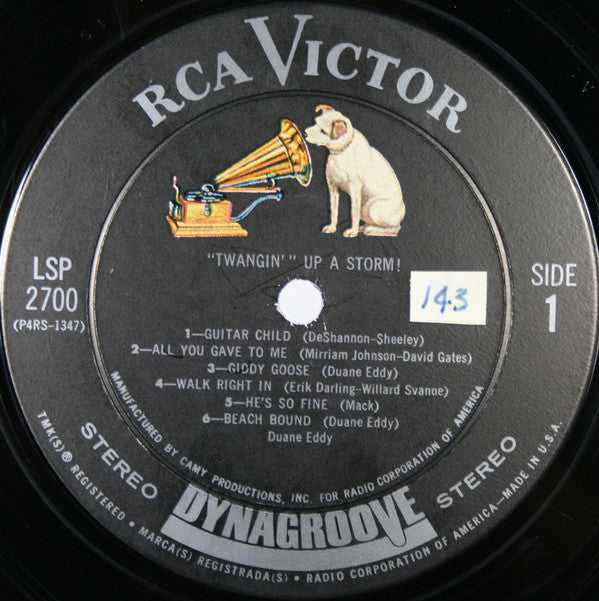 RCA VICTOR
"TWANGIN'" UP A STORM!
LSP
2700
(P4RS-1347)
SIDE
1
143
1—GUITAR CHILD (DeShannon-Sheeley)
2—ALL YOU GAVE TO ME (Mirriam Johnson-David Gates)
3—GIDDY GOOSE (Duane Eddy)
4—WALK RIGHT IN (Erik Darling-Willard Svanoe)
5—HE'S SO FINE (Mack)
6—BEACH BOUND (Duane Eddy)
Duane Eddy
MANUFACTURED BY CAMY PRODUCTIONS, INC. FOR RADIO CORPORATION OF AMERICA
STEREO DYNAGROOVE STEREO
TMK(S) ® REGISTERED • MARCA(S) REGISTRADA(S) • RADIO CORPORATION OF AMERICA—MADE IN U.S.A.